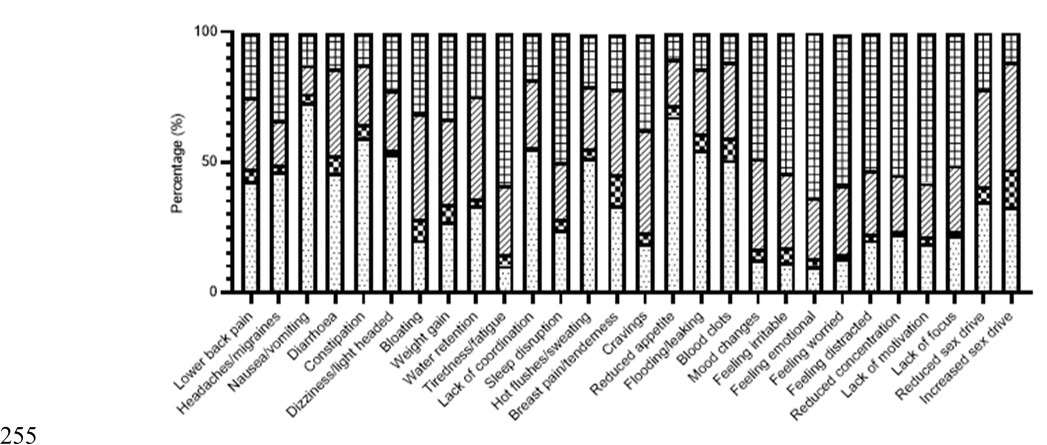 100
50
0
Percentage (%)
Lower back pain
Headaches/migraines
Nausea/vomiting
Diarrhoea
Constipation
Dizziness/light headed
Bloating
Weight gain
Water retention
Tiredness/fatigue
Lack of coordination
Sleep disruption
Hot flushes/sweating
Breast pain/tenderness
Cravings
Reduced appetite
Flooding/leaking
Blood clots
Mood changes
Feeling irritable
Feeling emotional
Feeling worried
Feeling distracted
Reduced concentration
Lack of motivation
Lack of focus
Reduced sex drive
Increased sex drive
255